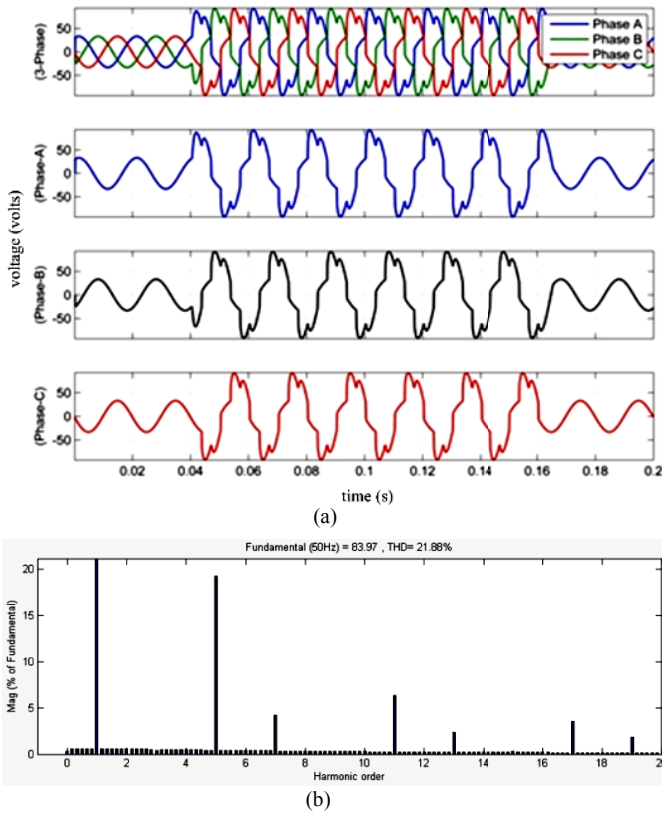 voltage (volts)
(3-Phase)
50
0
-50
Phase A
Phase B
Phase C
(Phase-A)
50
0
-50
(Phase-B)
50
0
-50
(Phase-C)
50
0
-50
0.02 0.04 0.06 0.08 0.1 0.12 0.14 0.16 0.18 0.2
time (s)
(a)
Fundamental (50Hz) = 83.97 , THD= 21.88%
Mag (% of Fundamental)
20
15
10
5
0
0 2 4 6 8 10 12 14 16 18 20
Harmonic order
(b)